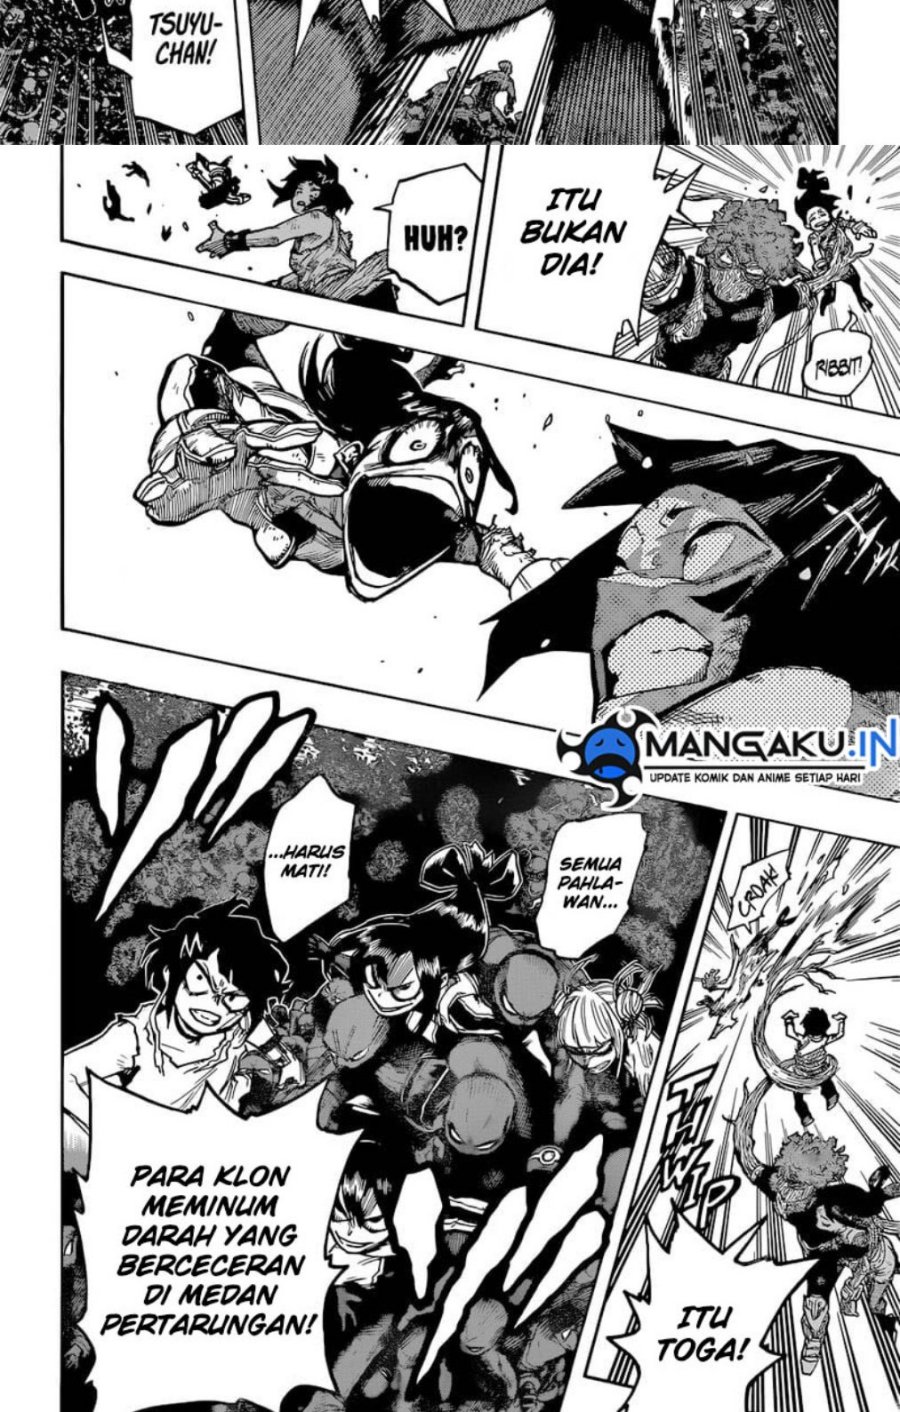 TSUYU-
CHAN!
ITU
BUKAN
DIA!
HUH?
RIBBIT!
MANGAKU.IN
UPDATE KOMIK DAN ANIME SETIAP HARI
CROAK!
THWIP
ITU
TOGA!
SEMUA
PAHLA-
WAN...
...HARUS
MATI!
PARA KLON
MEMINUM
DARAH YANG
BERCECERAN
DI MEDAN
PERTARUNGAN!